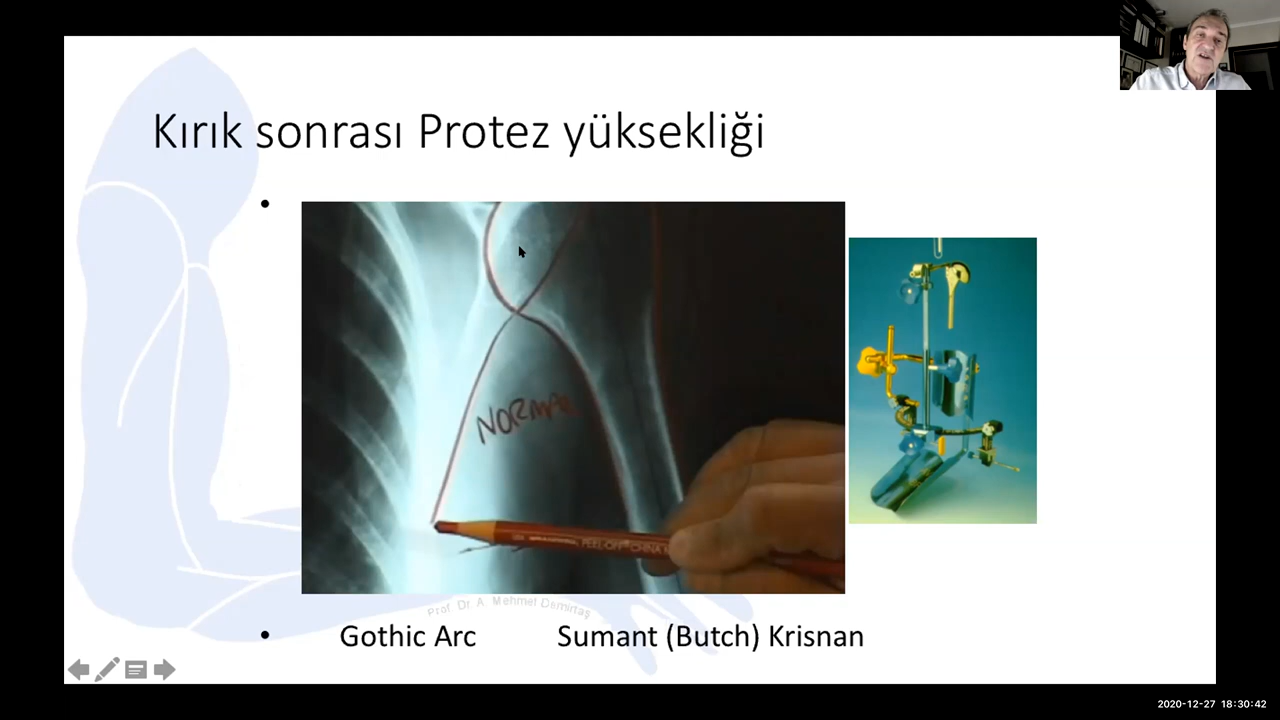 Kırık sonrası Protez yüksekliği
NORMAL
Prof. Dr. A. Mehmet Demirtaş
• Gothic Arc Sumant (Butch) Krisnan
2020-12-27 18:30:42